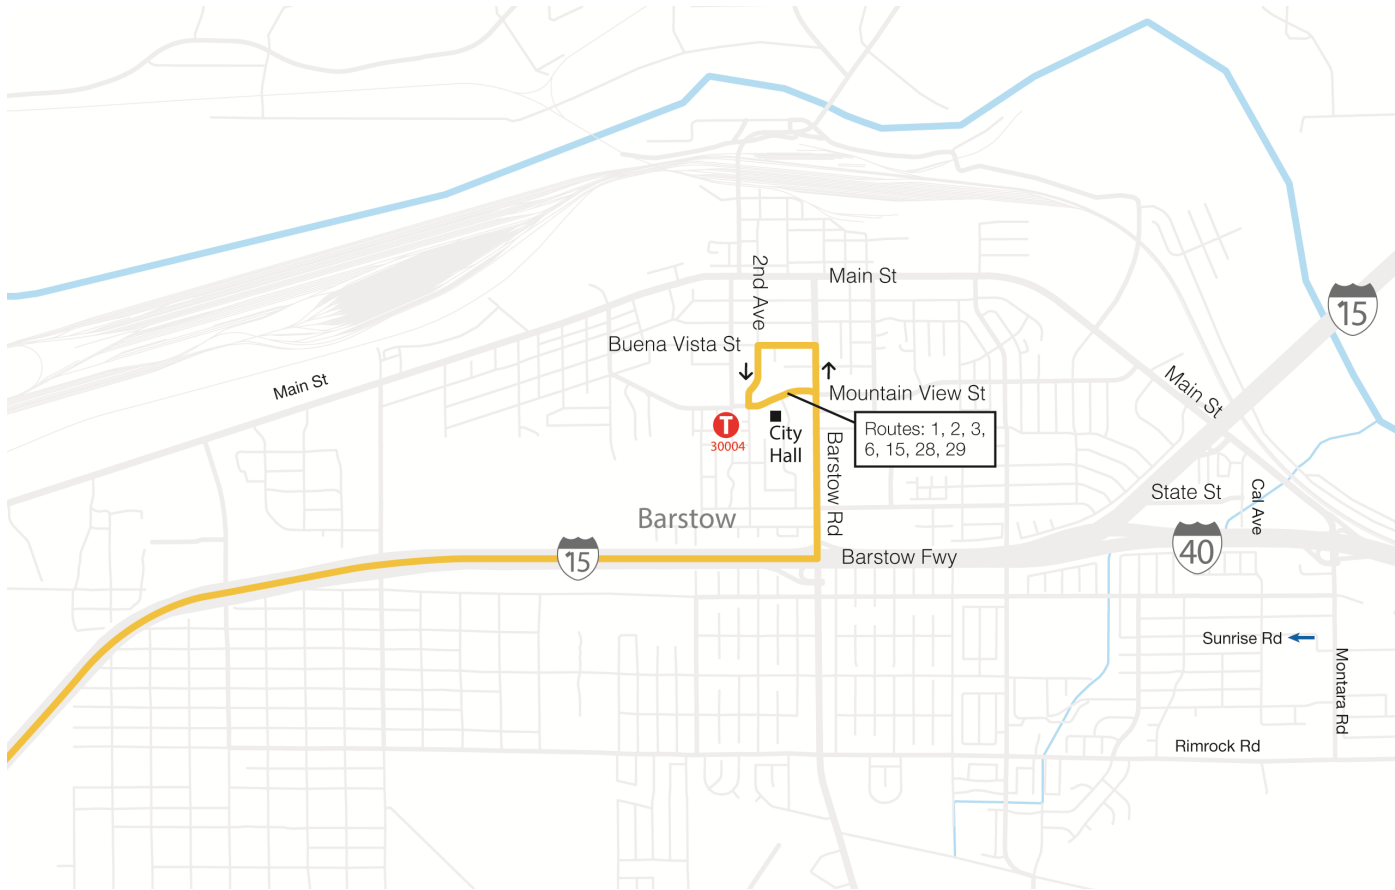 15
2nd Ave
Main St
Buena Vista St
Main St
Mountain View St
Main St
T
30004
City
Hall
Routes: 1, 2, 3,
6, 15, 28, 29
Barstow Rd
State St
Cal Ave
Barstow
15
Barstow Fwy
40
Sunrise Rd
Montara Rd
Rimrock Rd